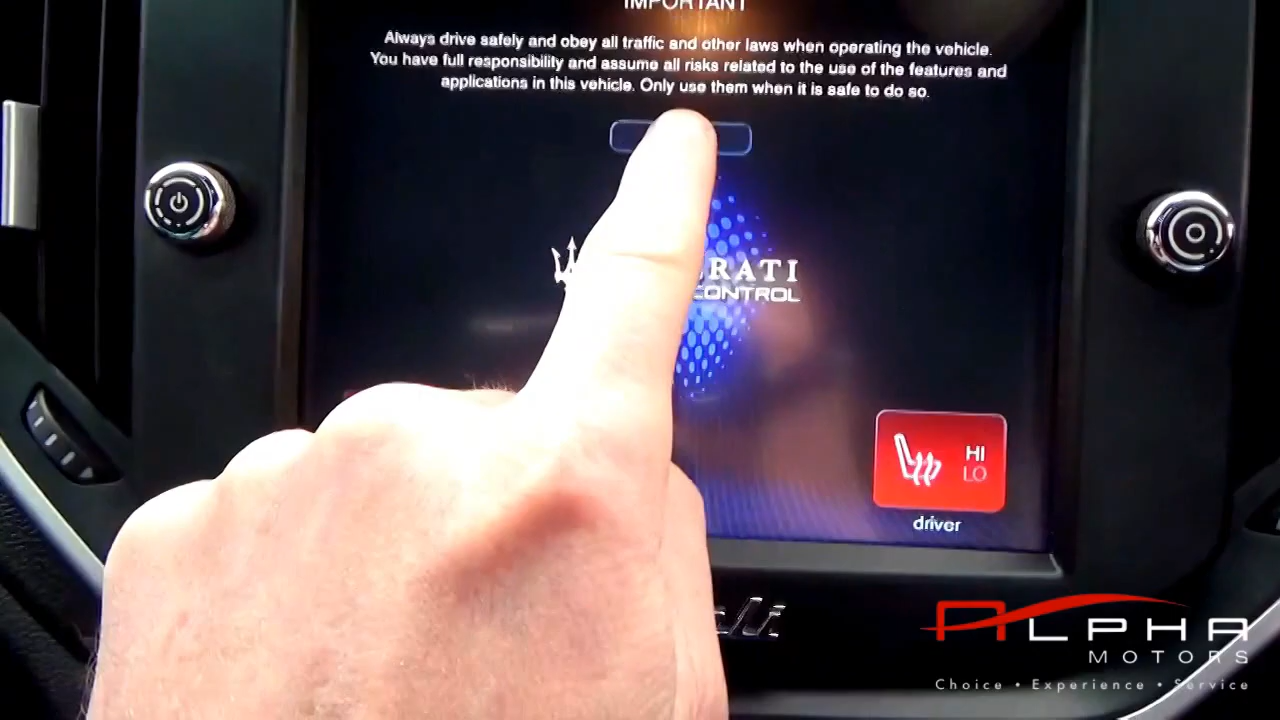 IMPORTANT
Always drive safely and obey all traffic and other laws when operating the vehicle.
You have full responsibility and assume all risks related to the use of the features and
applications in this vehicle. Only use them when it is safe to do so.
RATI
CONTROL
HI
LO
driver
ALPHA
MOTORS
Choice • Experience • Service